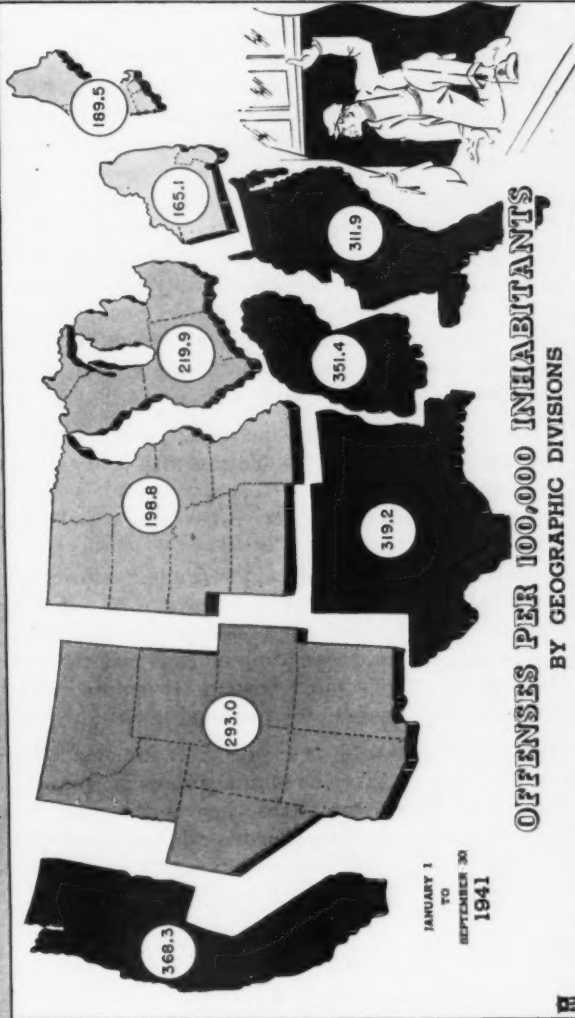 189.5
165.1
219.9
198.8
293.0
368.3
311.9
351.4
319.2
JANUARY 1
TO
SEPTEMBER 30
1941
OFFENSES PER 100,000 INHABITANTS
BY GEOGRAPHIC DIVISIONS